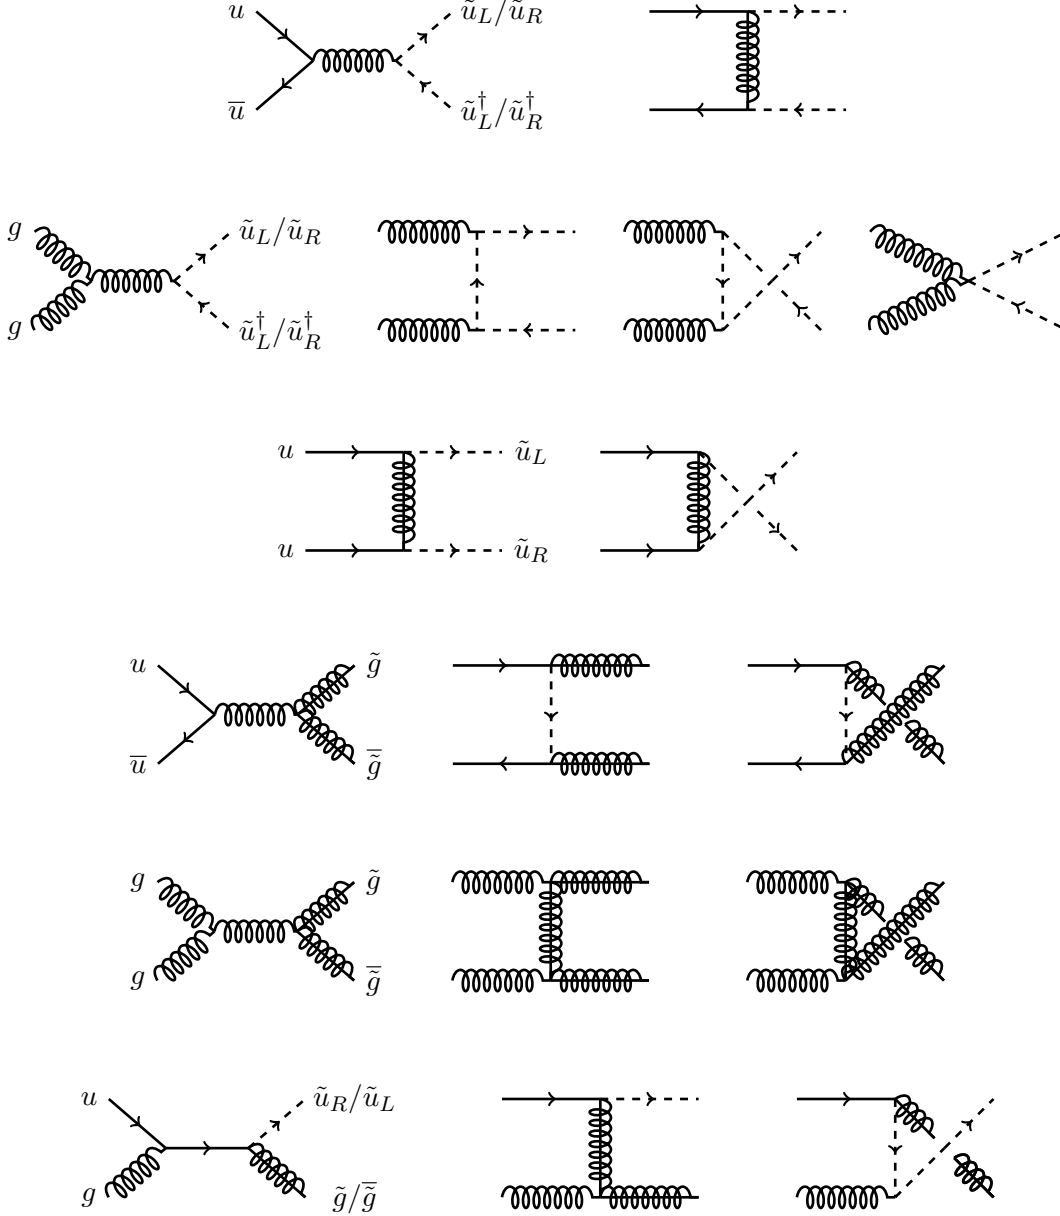 u ũ_L/ũ_R
u̅ ũ_L^†/ũ_R^†
g ũ_L/ũ_R
g ũ_L^†/ũ_R^†
u ũ_L
u ũ_R
u g̃
u̅ g̃̅
g g̃
g g̃̅
u ũ_R/ũ_L
g g̃/g̃̅